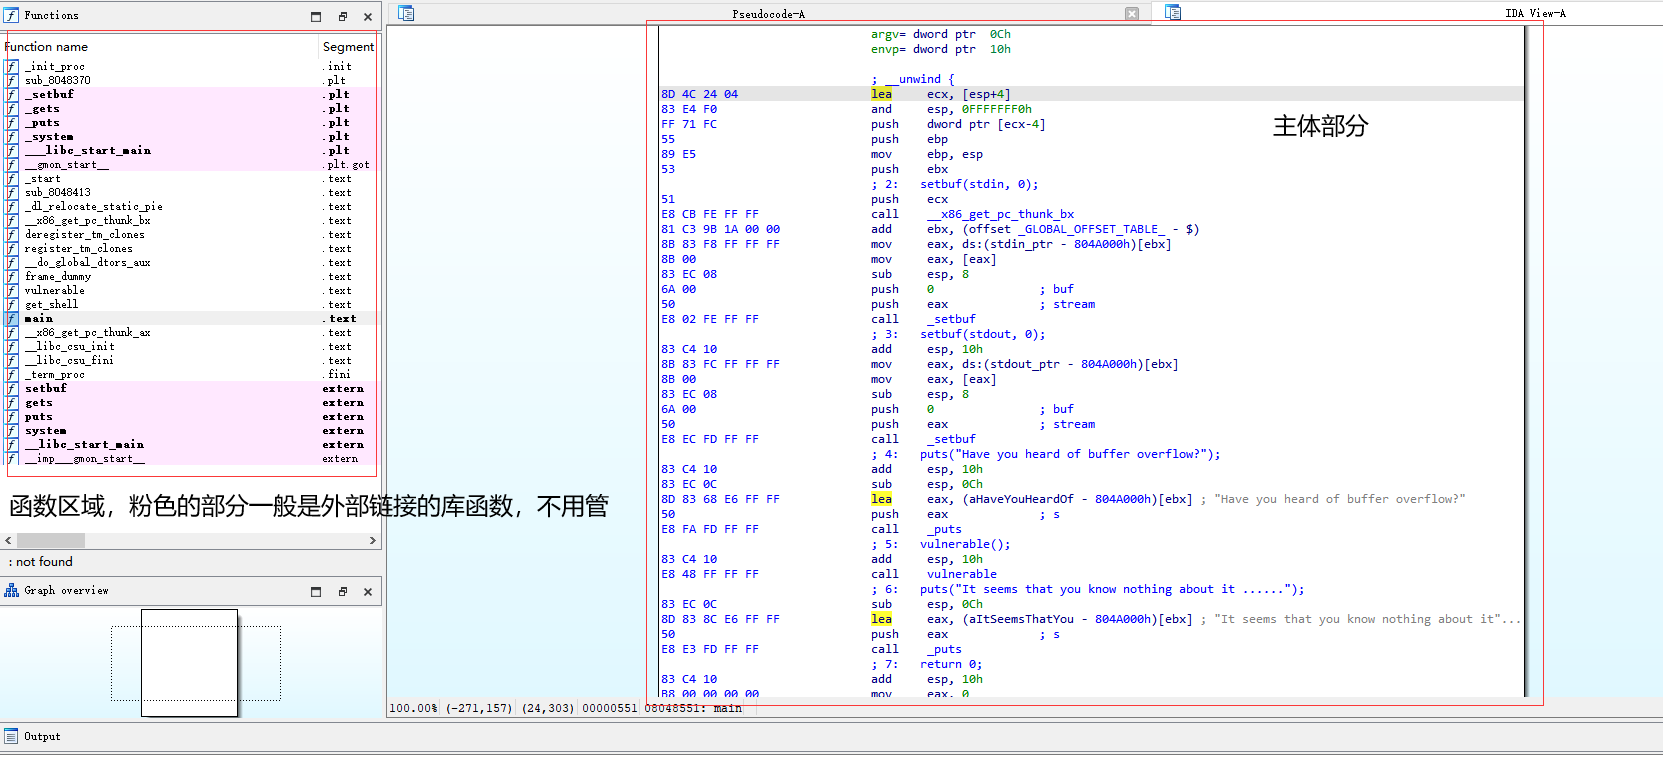 Functions
Pseudocode-A
IDA View-A
Function name Segment
_init_proc .init
sub_8048370 .plt
_setbuf .plt
_gets .plt
_puts .plt
_system .plt
___libc_start_main .plt
__gmon_start__ .plt.got
_start .text
sub_8048413 .text
_dl_relocate_static_pie .text
__x86_get_pc_thunk_bx .text
deregister_tm_clones .text
register_tm_clones .text
__do_global_dtors_aux .text
frame_dummy .text
vulnerable .text
get_shell .text
main .text
__x86_get_pc_thunk_ax .text
__libc_csu_init .text
__libc_csu_fini .text
_term_proc .fini
setbuf extern
gets extern
puts extern
system extern
__libc_start_main extern
__imp___gmon_start__ extern
函数区域，粉色的部分一般是外部链接的库函数，不用管
: not found
Graph overview
argv= dword ptr 0Ch
envp= dword ptr 10h
; __unwind {
8D 4C 24 04 lea ecx, [esp+4]
83 E4 F0 and esp, 0FFFFFFF0h
FF 71 FC push dword ptr [ecx-4]
55 push ebp
89 E5 mov ebp, esp
53 push ebx
; 2: setbuf(stdin, 0);
51 push ecx
E8 CB FE FF FF call __x86_get_pc_thunk_bx
81 C3 9B 1A 00 00 add ebx, (offset _GLOBAL_OFFSET_TABLE_ - $)
8B 83 F8 FF FF FF mov eax, ds:(stdin_ptr - 804A000h)[ebx]
8B 00 mov eax, [eax]
83 EC 08 sub esp, 8
6A 00 push 0 ; buf
50 push eax ; stream
E8 02 FE FF FF call _setbuf
; 3: setbuf(stdout, 0);
83 C4 10 add esp, 10h
8B 83 FC FF FF FF mov eax, ds:(stdout_ptr - 804A000h)[ebx]
8B 00 mov eax, [eax]
83 EC 08 sub esp, 8
6A 00 push 0 ; buf
50 push eax ; stream
E8 EC FD FF FF call _setbuf
; 4: puts("Have you heard of buffer overflow?");
83 C4 10 add esp, 10h
83 EC 0C sub esp, 0Ch
8D 83 68 E6 FF FF lea eax, (aHaveYouHeardOf - 804A000h)[ebx] ; "Have you heard of buffer overflow?"
50 push eax ; s
E8 FA FD FF FF call _puts
; 5: vulnerable();
83 C4 10 add esp, 10h
E8 48 FF FF FF call vulnerable
; 6: puts("It seems that you know nothing about it ......");
83 EC 0C sub esp, 0Ch
8D 83 8C E6 FF FF lea eax, (aItSeemsThatYou - 804A000h)[ebx] ; "It seems that you know nothing about it"...
50 push eax ; s
E8 E3 FD FF FF call _puts
; 7: return 0;
83 C4 10 add esp, 10h
B8 00 00 00 00 mov eax, 0
主体部分
100.00% (-271,157) (24,303) 00000551 08048551: main
Output